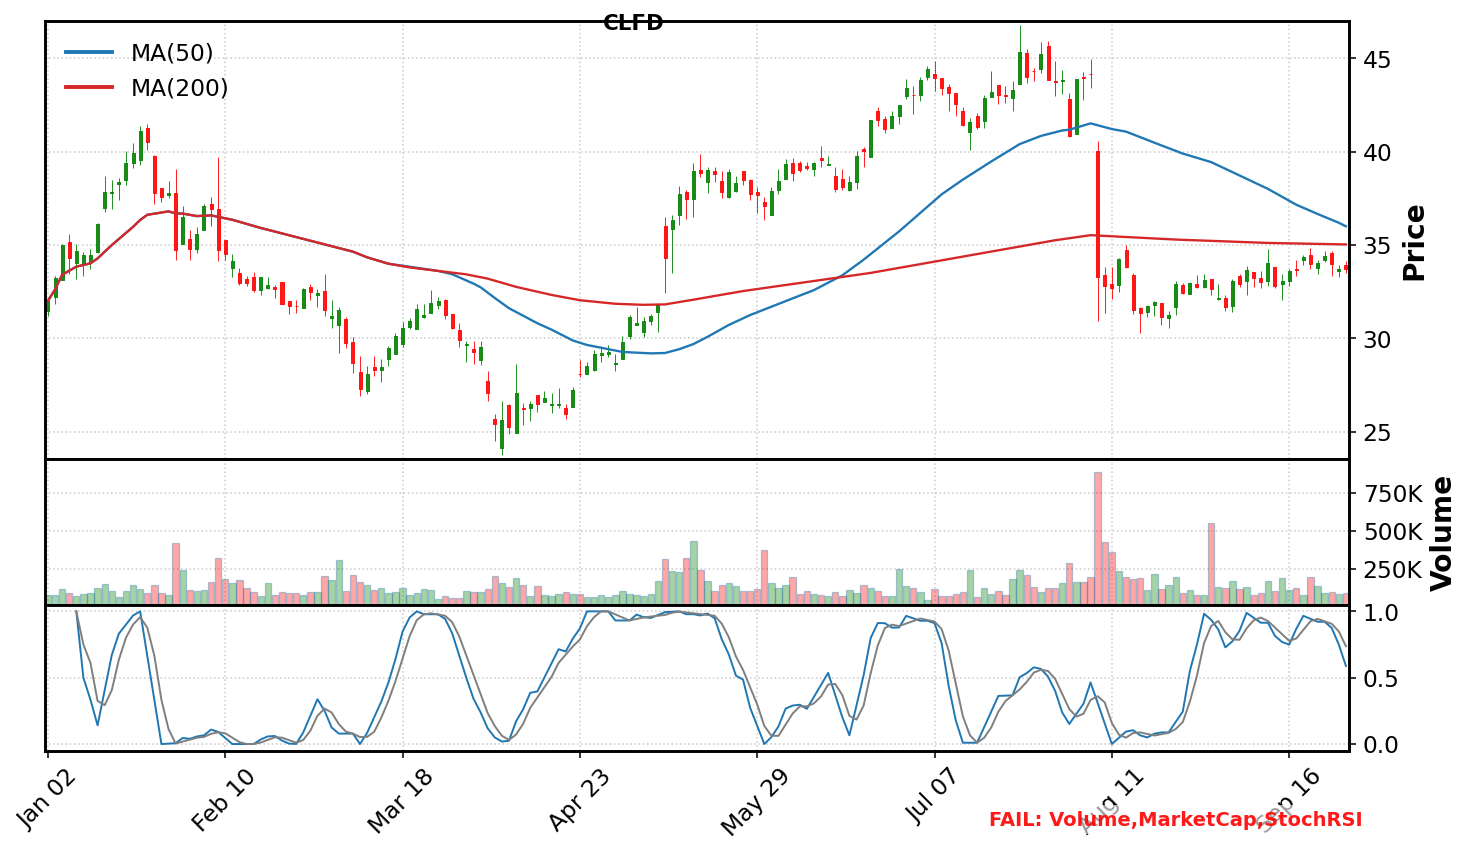 CLFD
MA(50)
MA(200)
45
40
35
30
25
Price
750K
500K
250K
Volume
1.0
0.5
0.0
Jan 02
Feb 10
Mar 18
Apr 23
May 29
Jul 07
Aug 11
Sep 16
FAIL: Volume,MarketCap,StochRSI